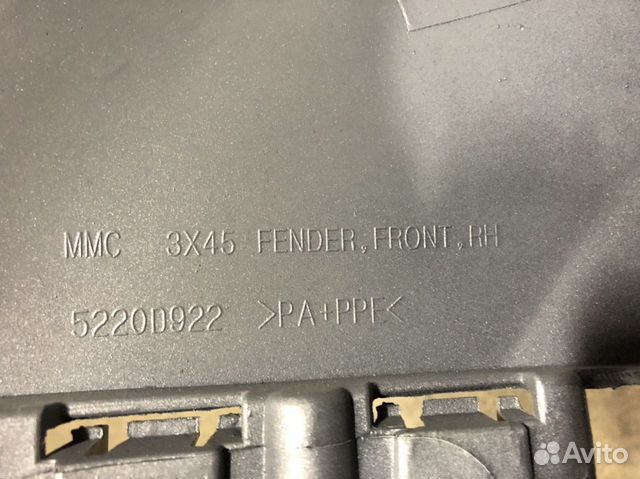 MMC 3X45 FENDER,FRONT,RH
5220D922 >PA+PPE<
Avito